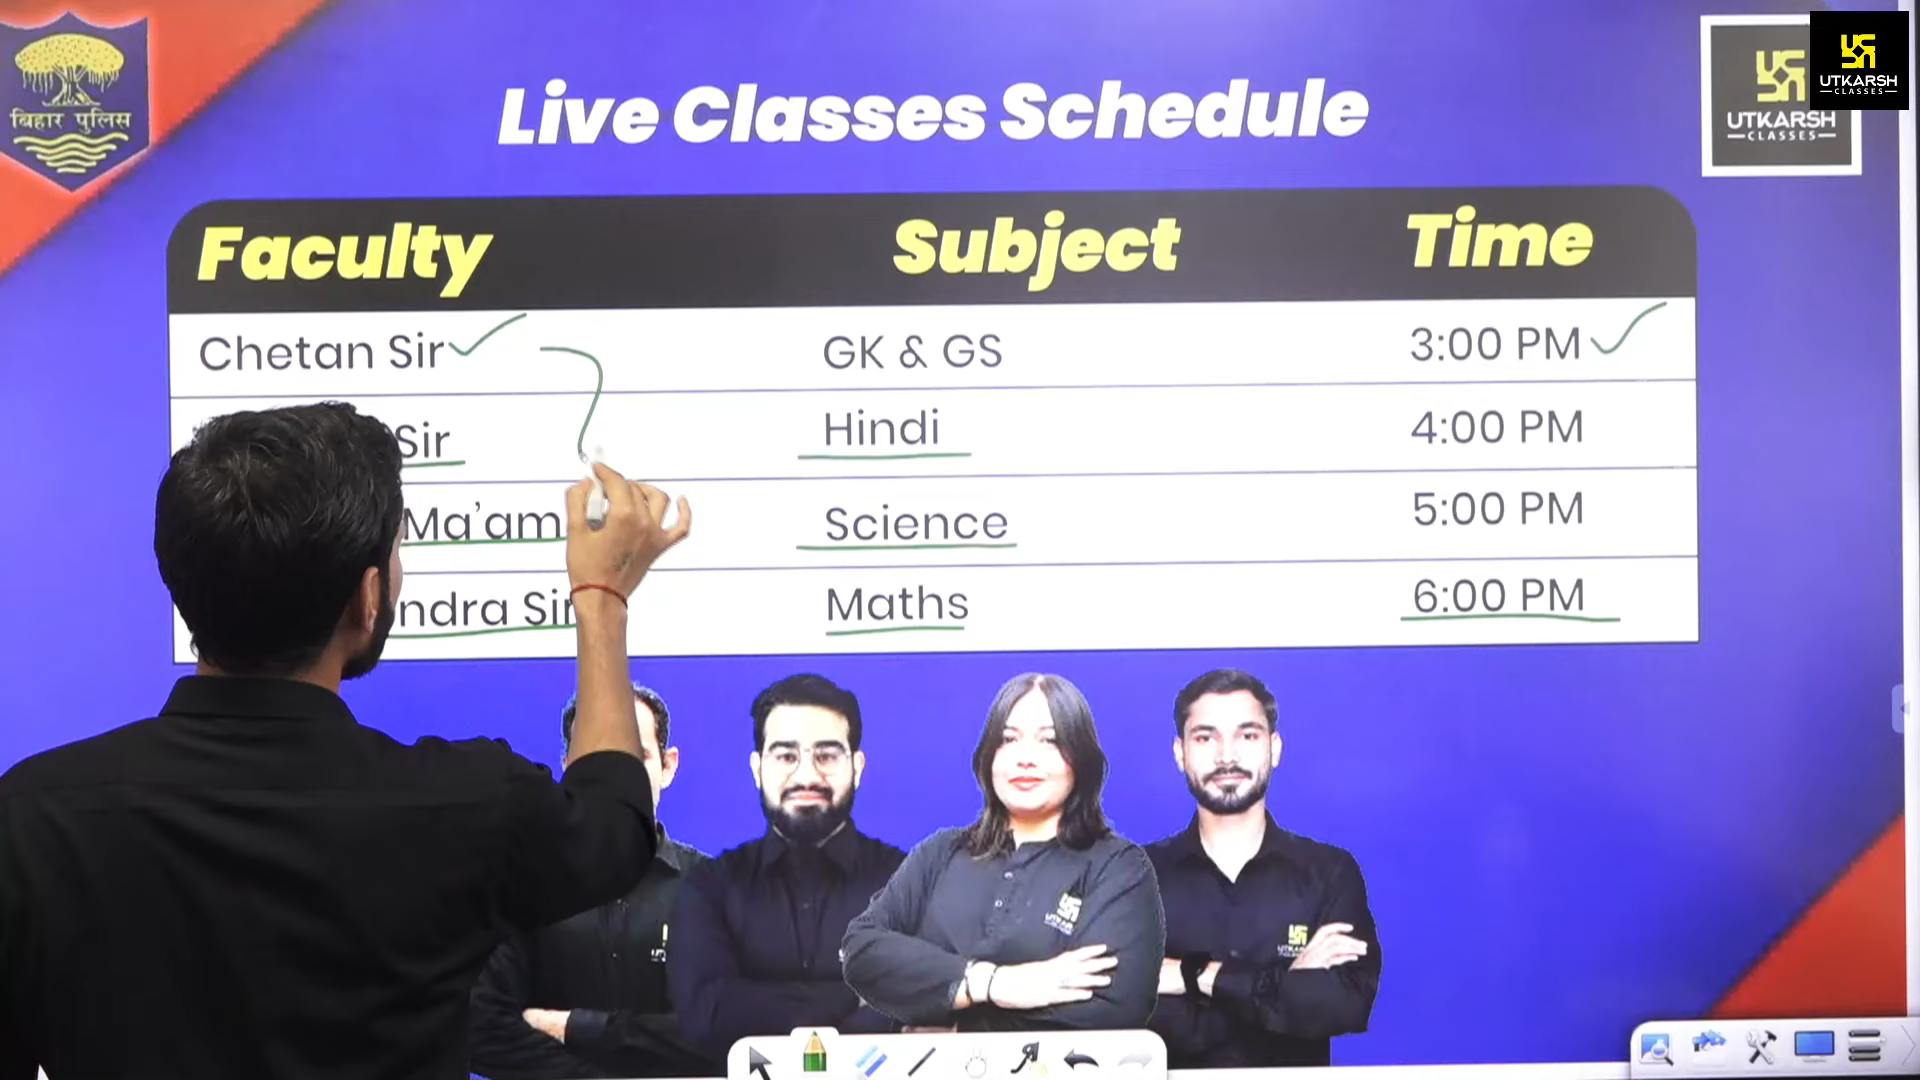 बिहार पुलिस
Live Classes Schedule
UTKARSH
CLASSES
UTKARSH
CLASSES
Faculty Subject Time
Chetan Sir GK & GS 3:00 PM
Sir Hindi 4:00 PM
Ma'am Science 5:00 PM
Sir Maths 6:00 PM